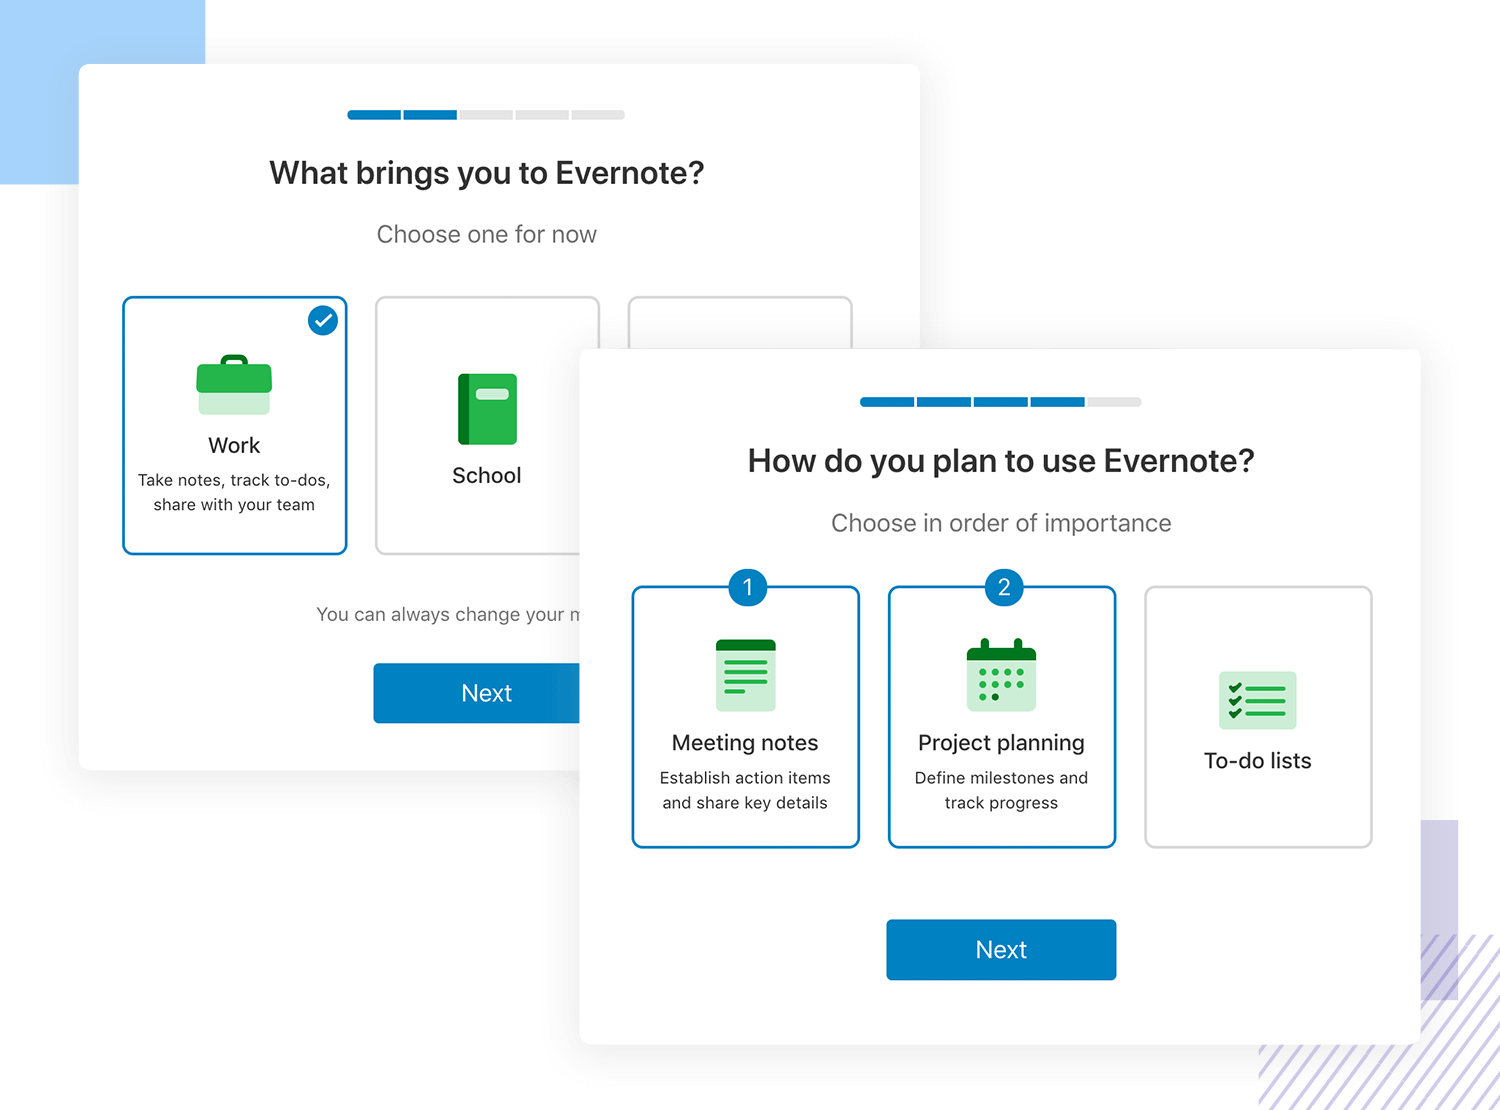 What brings you to Evernote?
Choose one for now
Work
Take notes, track to-dos,
share with your team
School
You can always change your
Next
How do you plan to use Evernote?
Choose in order of importance
1
Meeting notes
Establish action items
and share key details
2
Project planning
Define milestones and
track progress
To-do lists
Next